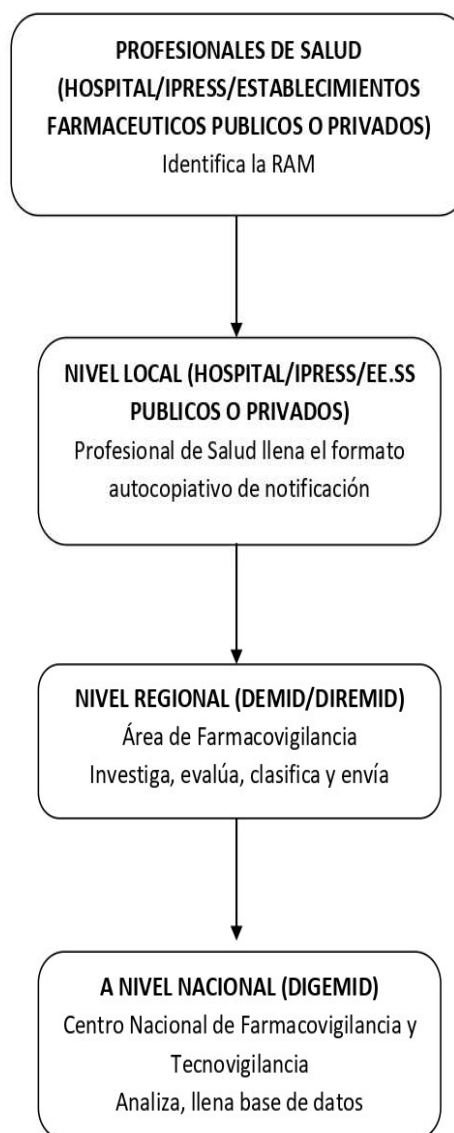 PROFESIONALES DE SALUD
(HOSPITAL/IPRESS/ESTABLECIMIENTOS
FARMACEUTICOS PUBLICOS O PRIVADOS)
Identifica la RAM
NIVEL LOCAL (HOSPITAL/IPRESS/EE.SS
PUBLICOS O PRIVADOS)
Profesional de Salud llena el formato
autocopiativo de notificación
NIVEL REGIONAL (DEMID/DIREMID)
Área de Farmacovigilancia
Investiga, evalúa, clasifica y envía
A NIVEL NACIONAL (DIGEMID)
Centro Nacional de Farmacovigilancia y
Tecnovigilancia
Analiza, llena base de datos